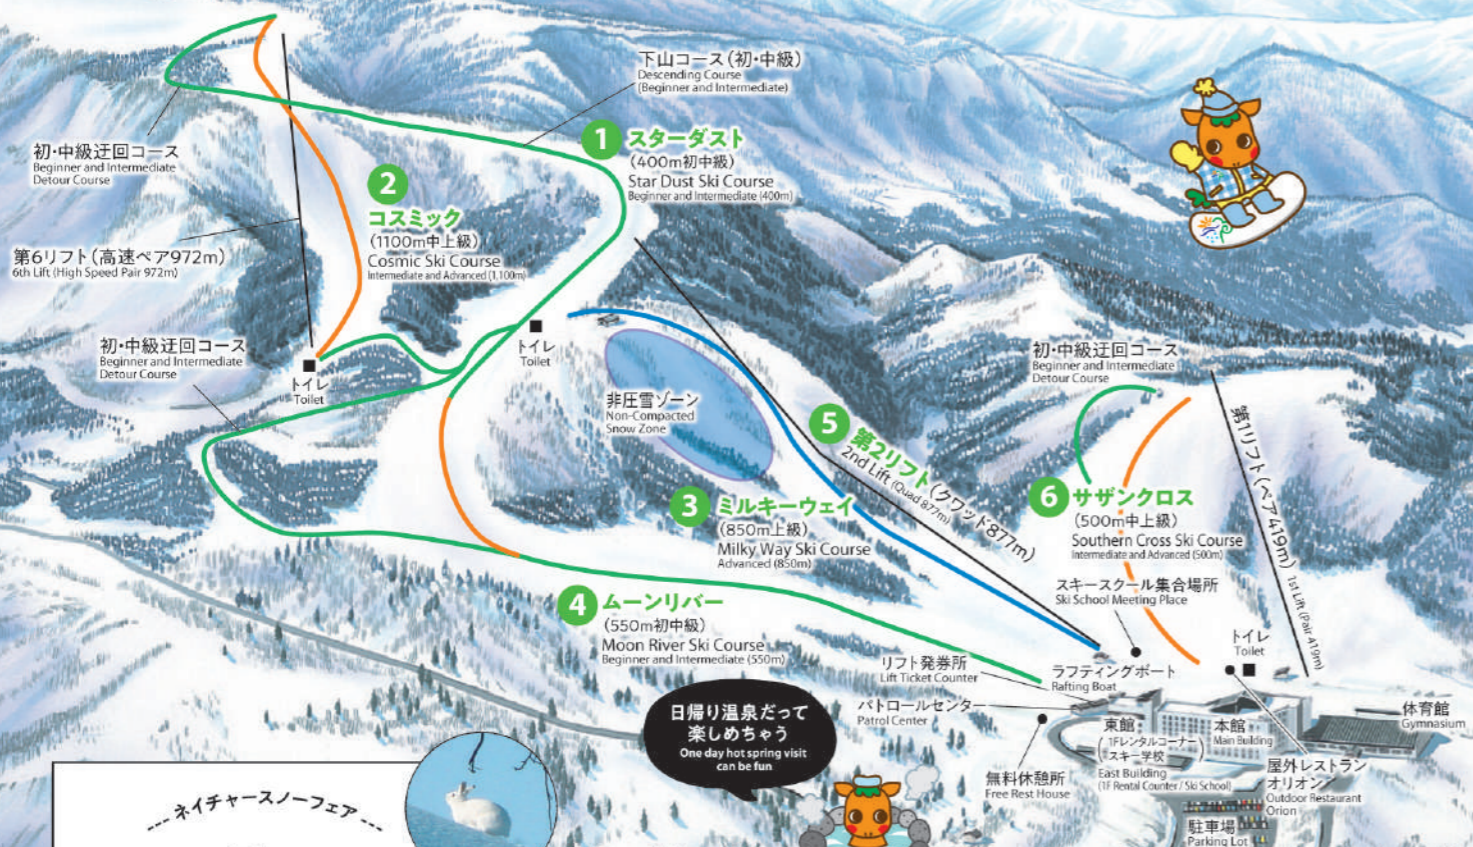 下山コース(初・中級)
Descending Course
(Beginner and Intermediate)
1 スターダスト
(400m初中級)
Star Dust Ski Course
Beginner and Intermediate (400m)
初・中級迂回コース
Beginner and Intermediate
Detour Course
2
コスミック
(1100m中上級)
Cosmic Ski Course
Intermediate and Advanced (1,100m)
第6リフト(高速ペア972m)
6th Lift (High Speed Pair 972m)
初・中級迂回コース
Beginner and Intermediate
Detour Course
トイレ
Toilet
トイレ
Toilet
非圧雪ゾーン
Non-Compacted
Snow Zone
5 第2リフト(クワッド877m)
2nd Lift (Quad 877m)
初・中級迂回コース
Beginner and Intermediate
Detour Course
第1リフト(ペア419m)
1st Lift (Pair 419m)
3 ミルキーウェイ
(850m上級)
Milky Way Ski Course
Advanced (850m)
6 サザンクロス
(500m中上級)
Southern Cross Ski Course
Intermediate and Advanced (500m)
スキースクール集合場所
Ski School Meeting Place
4 ムーンリバー
(550m初中級)
Moon River Ski Course
Beginner and Intermediate (550m)
トイレ
Toilet
リフト発券所
Lift Ticket Counter
ラフティングボート
Rafting Boat
パトロールセンター
Patrol Center
東館
(1Fレンタルコーナー
スキー学校)
East Building
(1F Rental Counter / Ski School)
本館
Main Building
体育館
Gymnasium
無料休憩所
Free Rest House
屋外レストラン
オリオン
Outdoor Restaurant
Orion
駐車場
Parking Lot
日帰り温泉だって
楽しめちゃう
One day hot spring visit
can be fun
ネイチャースノーフェア